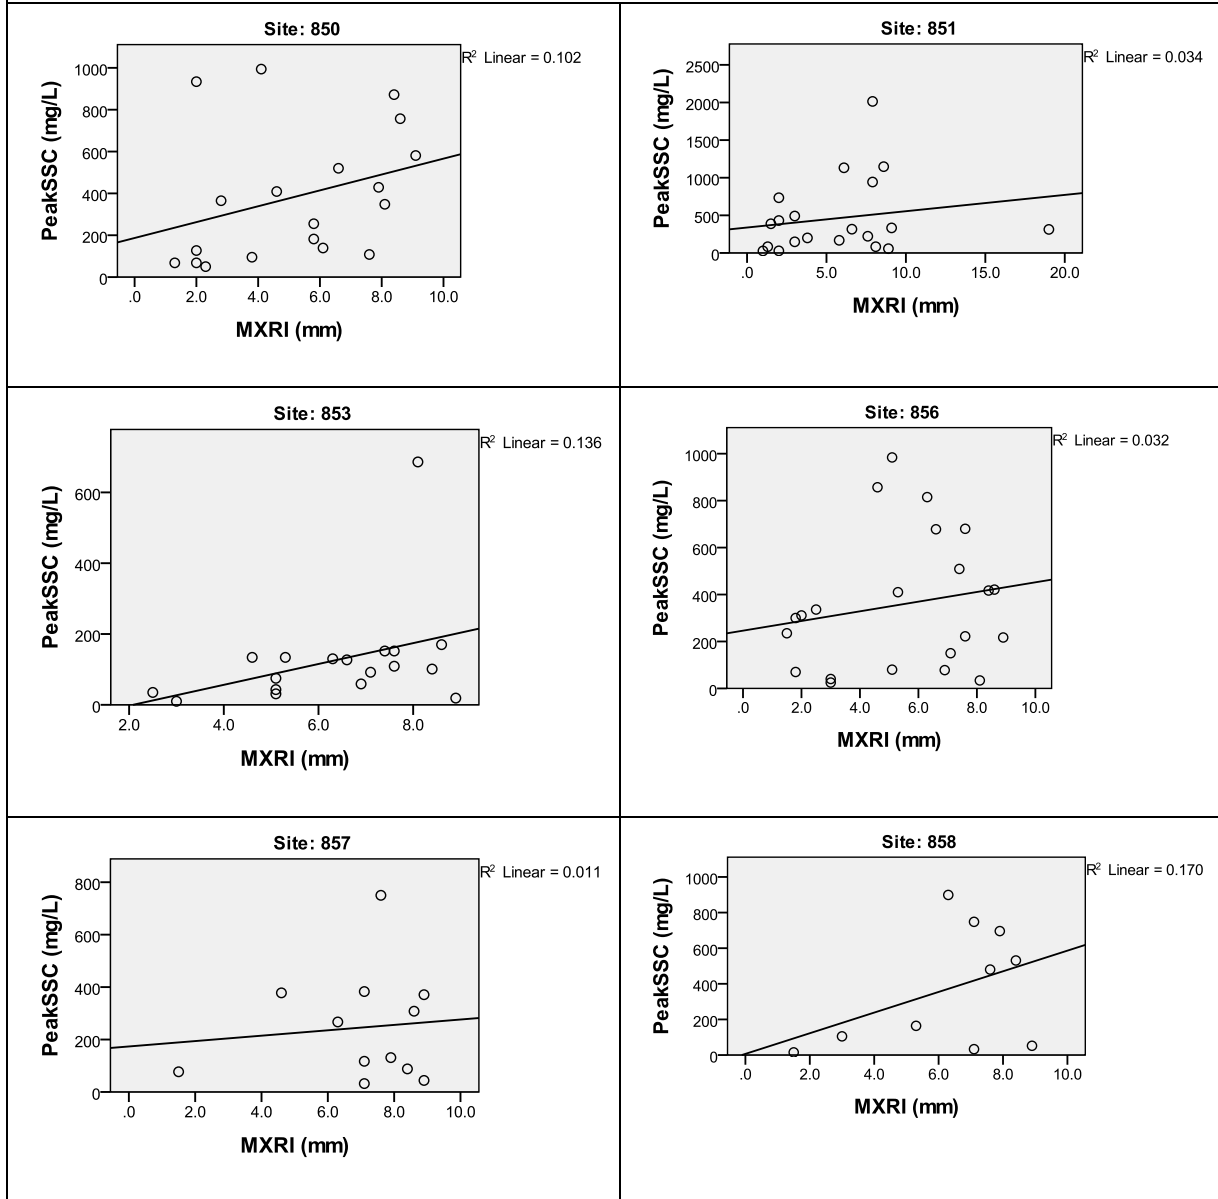 Site: 850
R² Linear = 0.102
PeakSSC (mg/L)
1000
800
600
400
200
0
.0 2.0 4.0 6.0 8.0 10.0
MXRI (mm)
Site: 851
R² Linear = 0.034
PeakSSC (mg/L)
2500
2000
1500
1000
500
0
.0 5.0 10.0 15.0 20.0
MXRI (mm)
Site: 853
R² Linear = 0.136
PeakSSC (mg/L)
600
400
200
0
2.0 4.0 6.0 8.0
MXRI (mm)
Site: 856
R² Linear = 0.032
PeakSSC (mg/L)
1000
800
600
400
200
0
.0 2.0 4.0 6.0 8.0 10.0
MXRI (mm)
Site: 857
R² Linear = 0.011
PeakSSC (mg/L)
800
600
400
200
0
.0 2.0 4.0 6.0 8.0 10.0
MXRI (mm)
Site: 858
R² Linear = 0.170
PeakSSC (mg/L)
1000
800
600
400
200
0
.0 2.0 4.0 6.0 8.0 10.0
MXRI (mm)